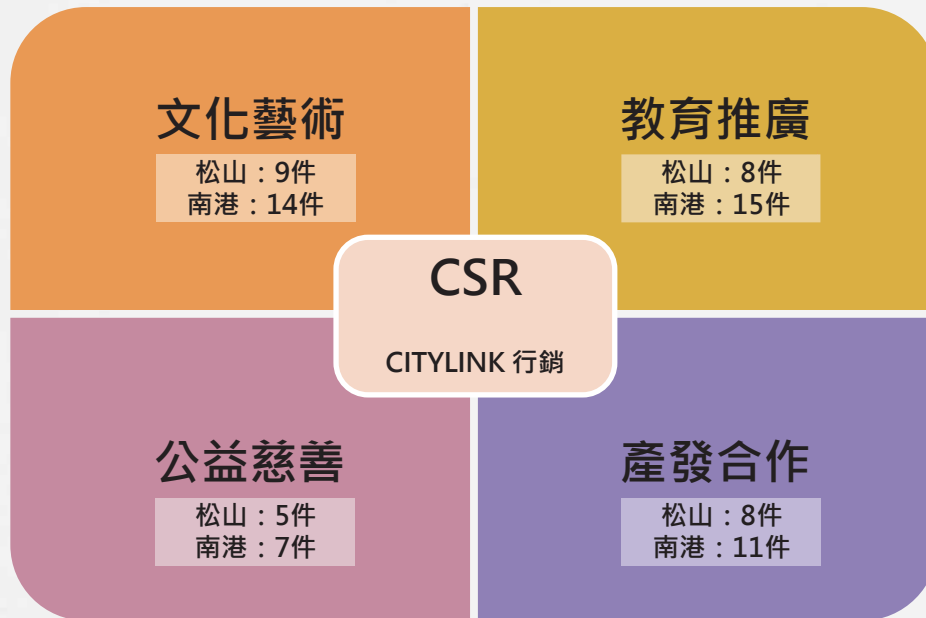 文化藝術
松山：9件
南港：14件
教育推廣
松山：8件
南港：15件
CSR
CITYLINK 行銷
公益慈善
松山：5件
南港：7件
產發合作
松山：8件
南港：11件